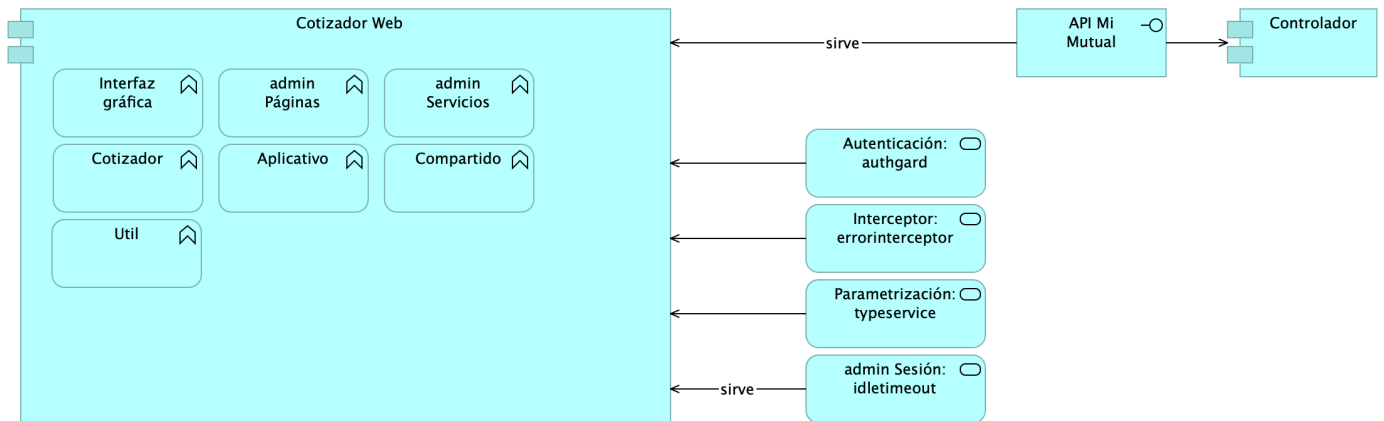 Cotizador Web
API Mi
Mutual
Controlador
sirve
Interfaz
gráfica
admin
Páginas
admin
Servicios
Cotizador
Aplicativo
Compartido
Util
Autenticación:
authgard
Interceptor:
errorinterceptor
Parametrización:
typeservice
admin Sesión:
idletimeout
sirve